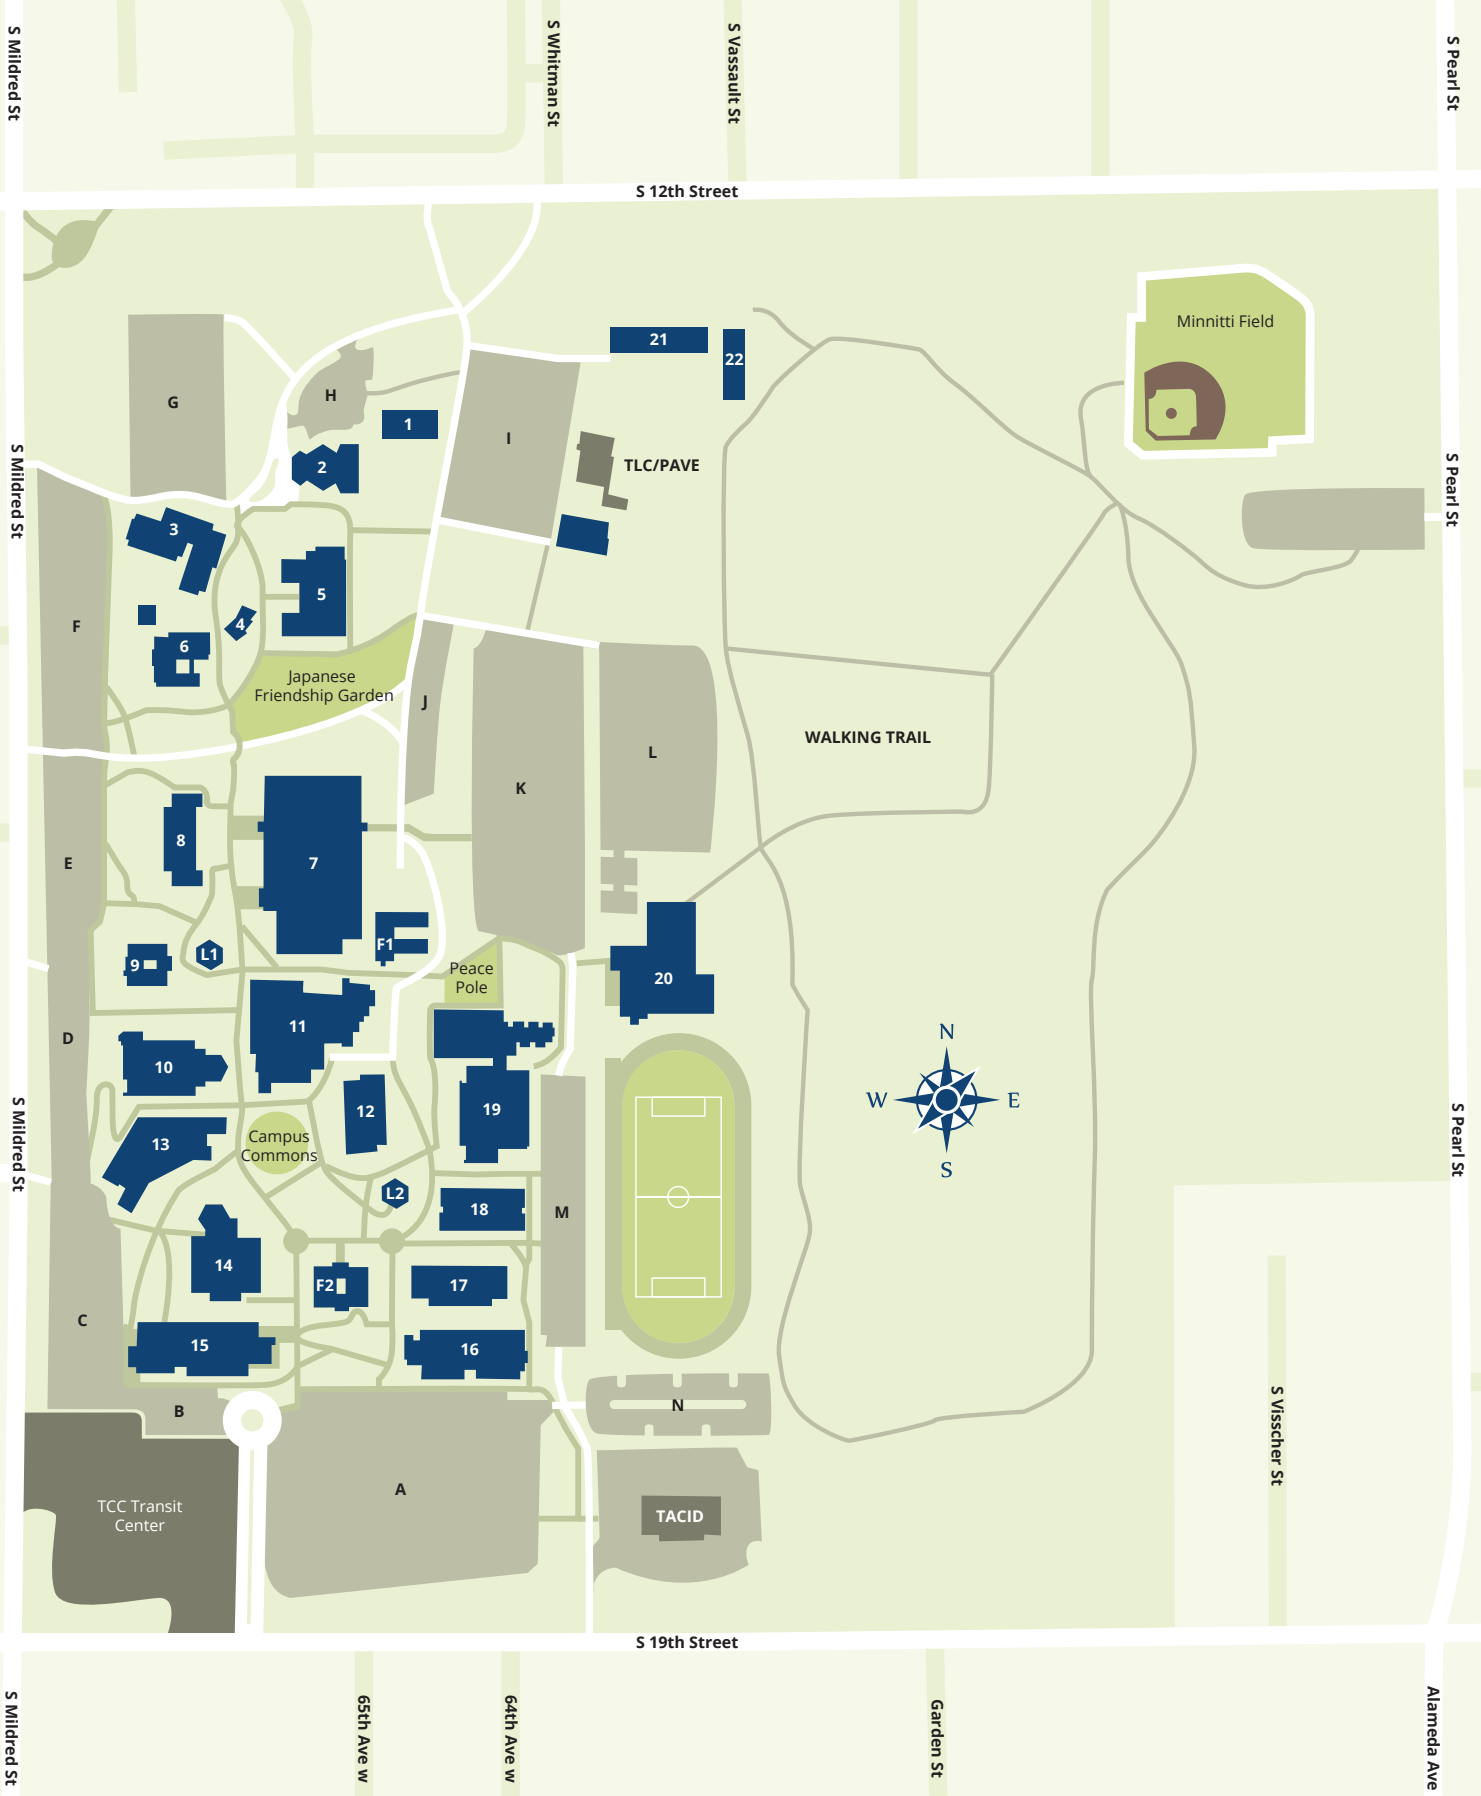 S Mildred St
S Whitman St
S Vassault St
S Pearl St
S 12th Street
Minnitti Field
21
22
G
H
1
I
2
TLC/PAVE
S Mildred St
S Pearl St
3
5
4
F
6
Japanese
Friendship Garden
J
WALKING TRAIL
L
K
8
7
E
F1
L1
9
Peace
Pole
20
11
D
10
N
W
E
S
12
19
13
Campus
Commons
S Mildred St
S Pearl St
L2
18
M
14
F2
17
C
15
16
B
N
S Visscher St
A
TCC Transit
Center
TACID
S 19th Street
S Mildred St
65th Ave w
64th Ave w
Garden St
Alameda Ave